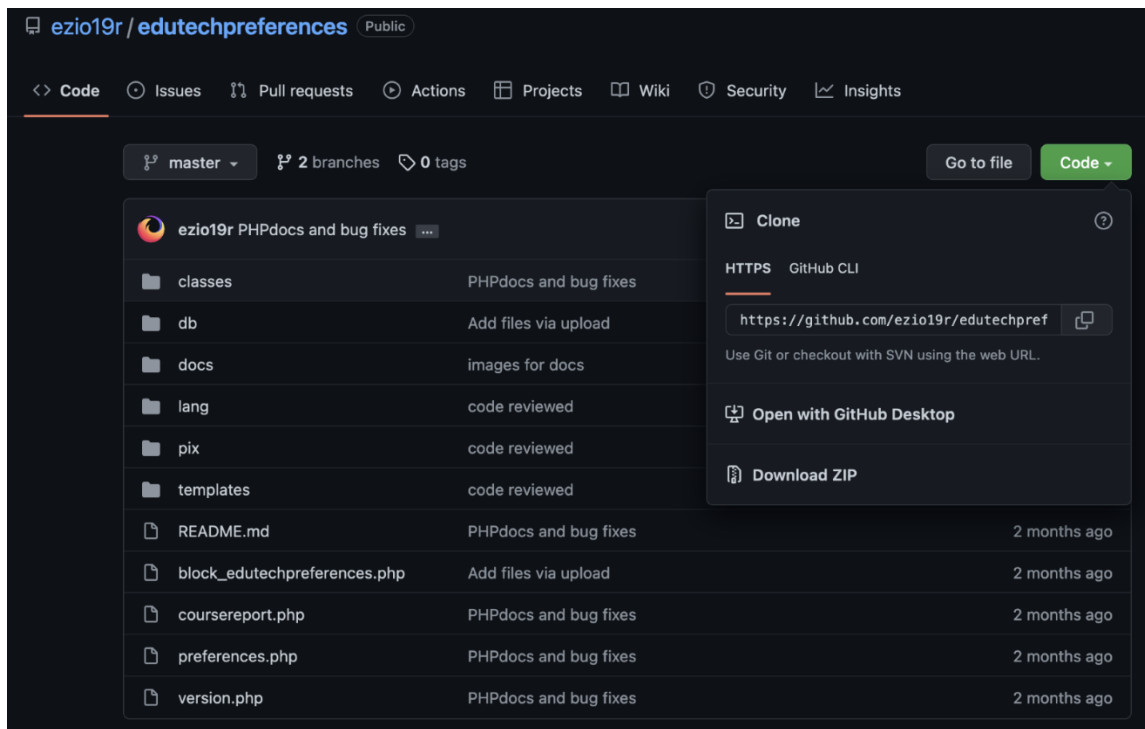 ezio19r / edutechpreferences Public
Code Issues Pull requests Actions Projects Wiki Security Insights
master 2 branches 0 tags Go to file Code
ezio19r PHPdocs and bug fixes ...
classes PHPdocs and bug fixes
db Add files via upload
docs images for docs
lang code reviewed
pix code reviewed
templates code reviewed
README.md PHPdocs and bug fixes 2 months ago
block_edutechpreferences.php Add files via upload 2 months ago
coursereport.php PHPdocs and bug fixes 2 months ago
preferences.php PHPdocs and bug fixes 2 months ago
version.php PHPdocs and bug fixes 2 months ago
Clone
HTTPS GitHub CLI
https://github.com/ezio19r/edutechpref
Use Git or checkout with SVN using the web URL.
Open with GitHub Desktop
Download ZIP